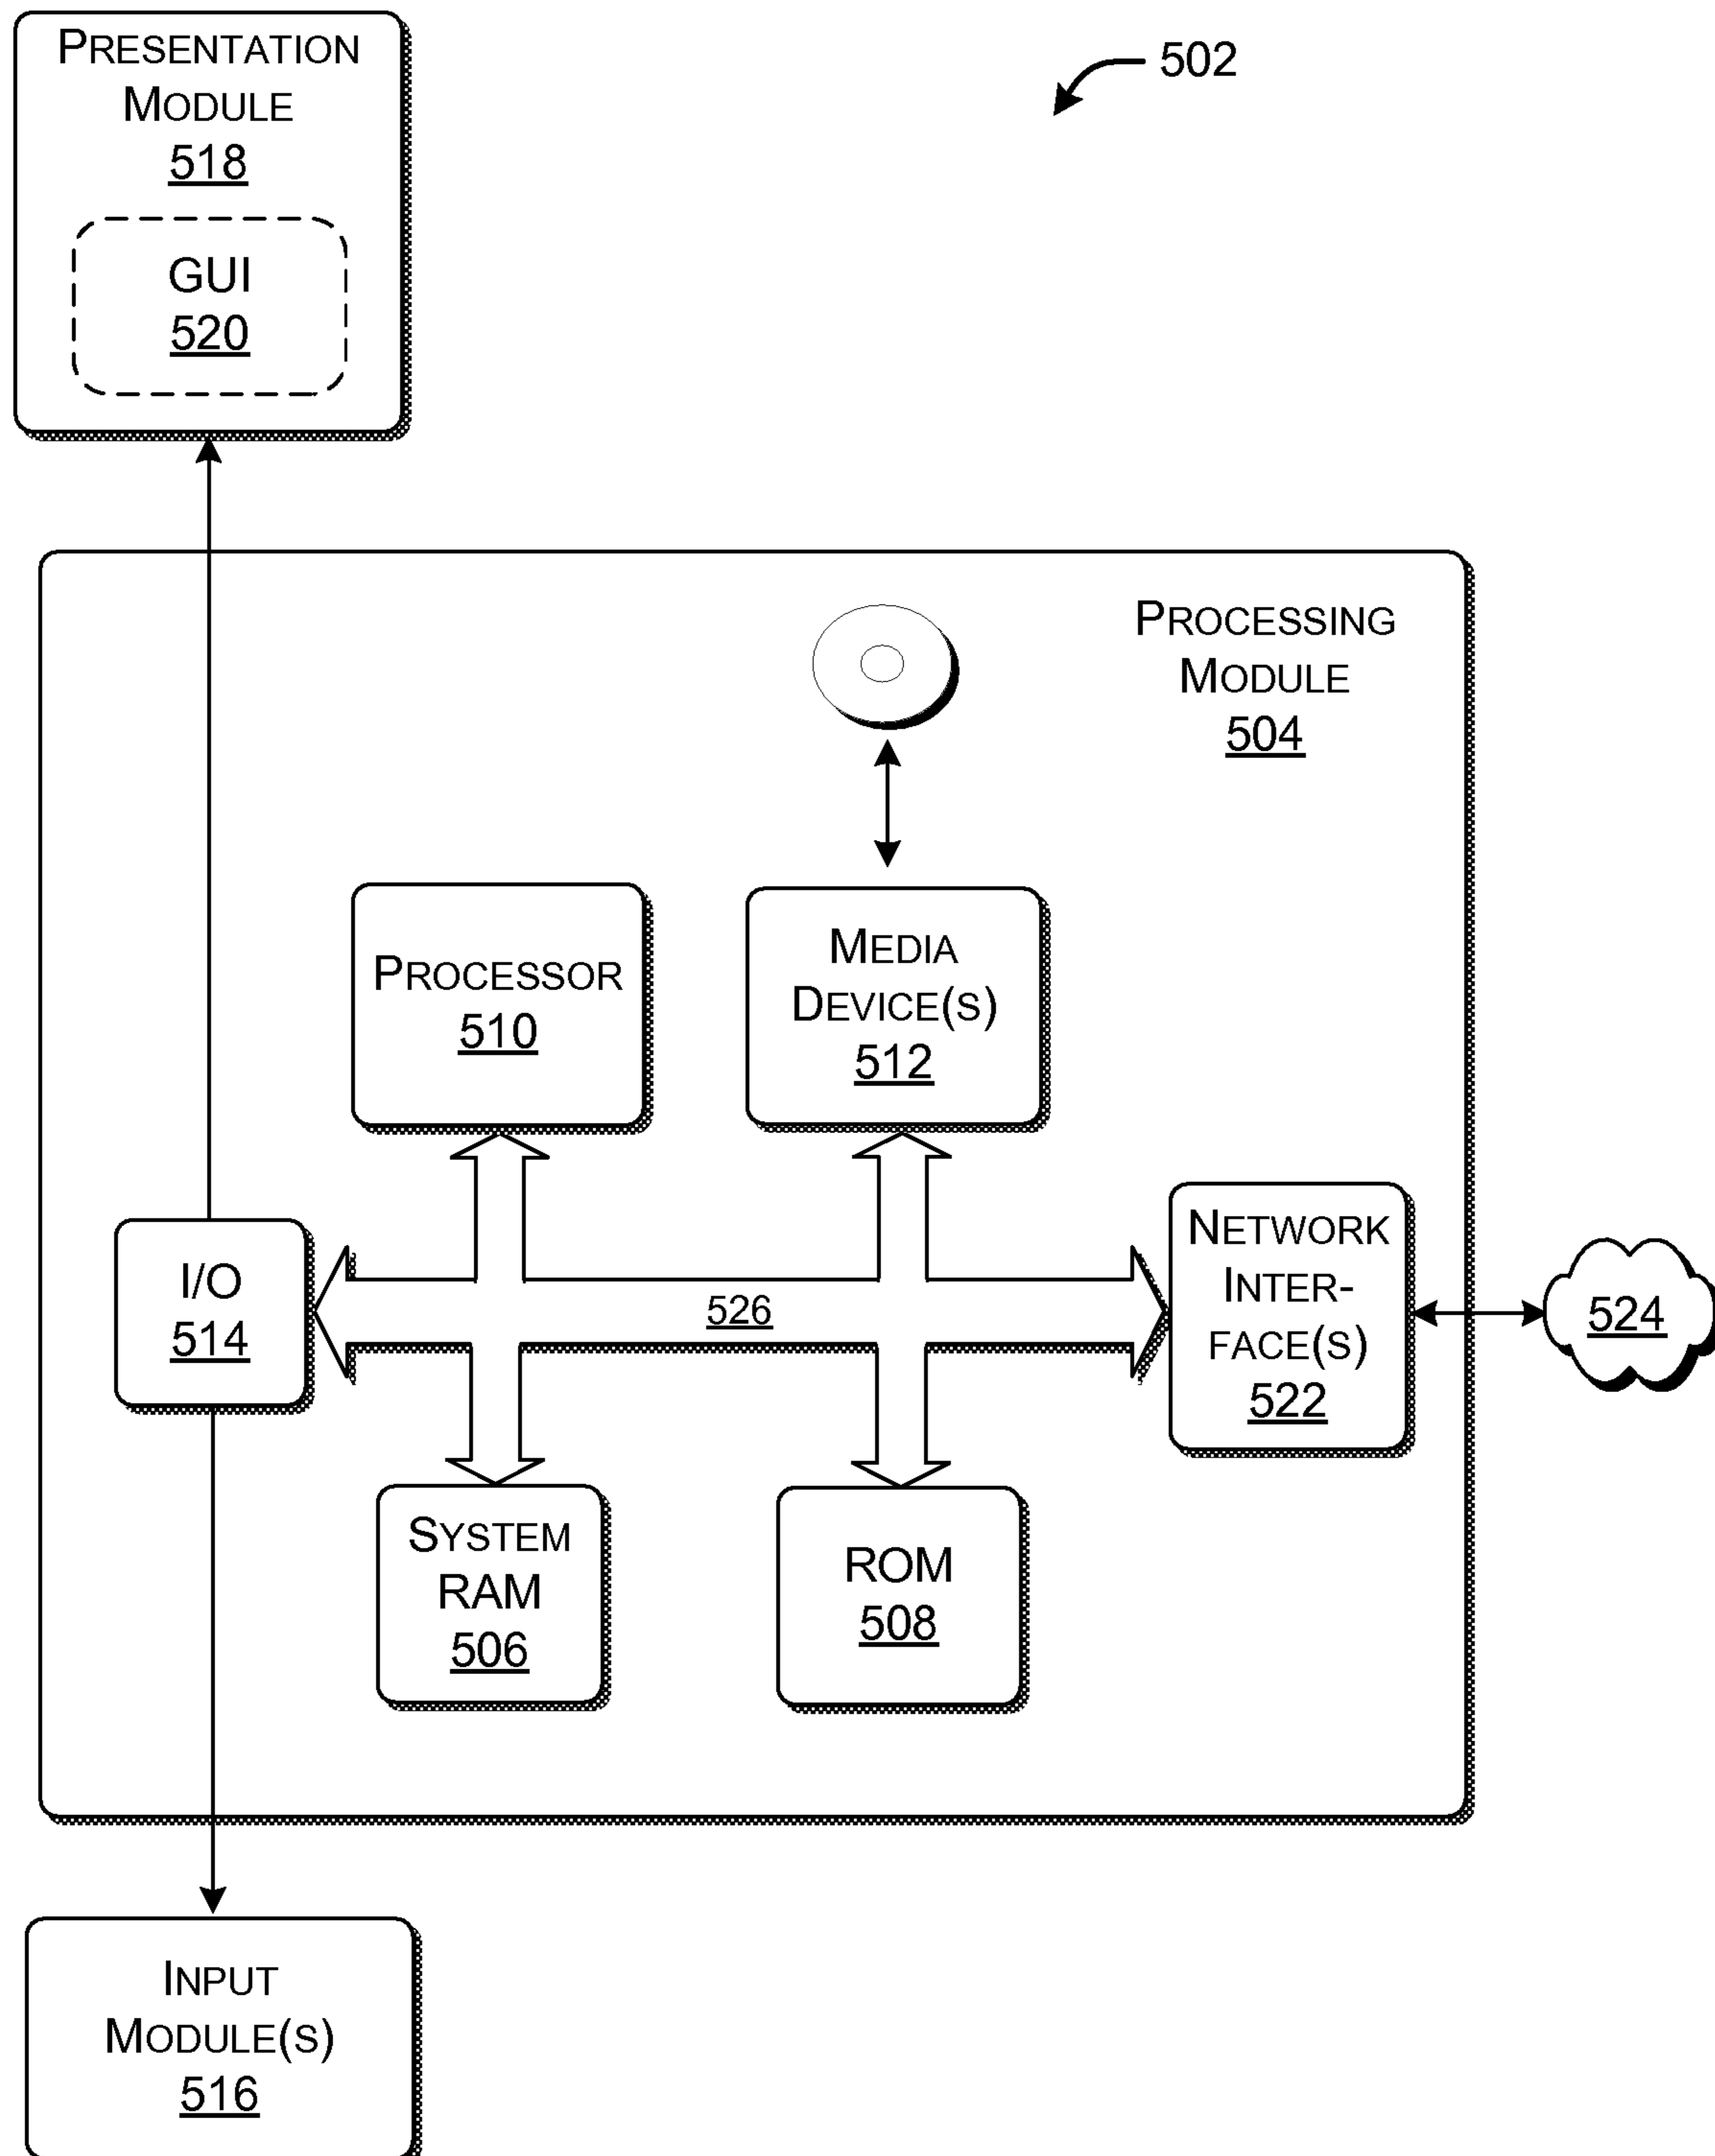 PRESENTATION
MODULE
518
GUI
520
502
PROCESSING
MODULE
504
PROCESSOR
510
MEDIA
DEVICE(S)
512
I/O
514
526
NETWORK
INTER-
FACE(S)
522
524
SYSTEM
RAM
506
ROM
508
INPUT
MODULE(S)
516